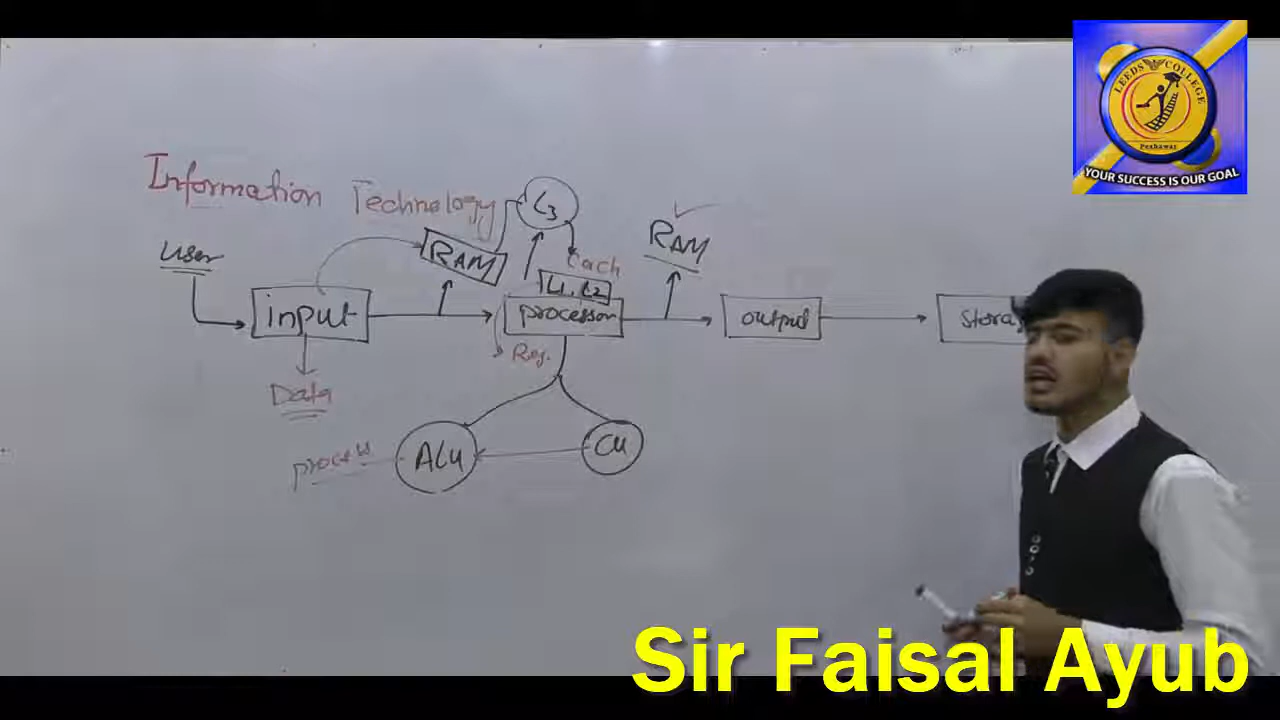 LEEDS COLLEGE
Peshawar
YOUR SUCCESS IS OUR GOAL
Information Technology
L3
RAM
User
RAM
Cach
L1, L2
input
processor
output
Stora
Reg.
Data
process
ALU
CU
Sir Faisal Ayub